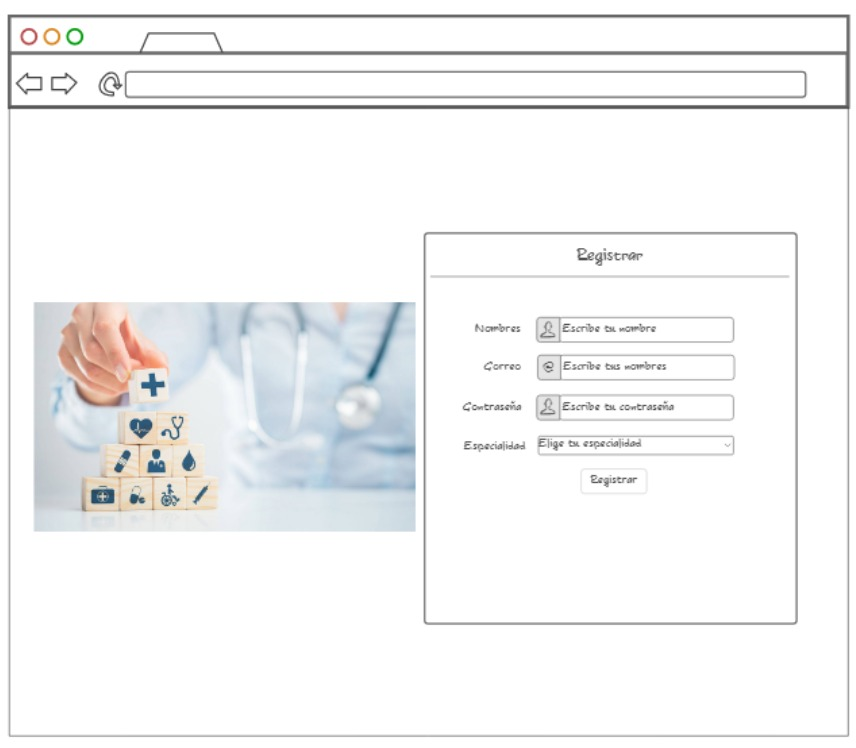 Registrar
Nombres Escribe tu nombre
Correo @ Escribe tus nombres
Contraseña Escribe tu contraseña
Especialidad Elige tu especialidad
Registrar